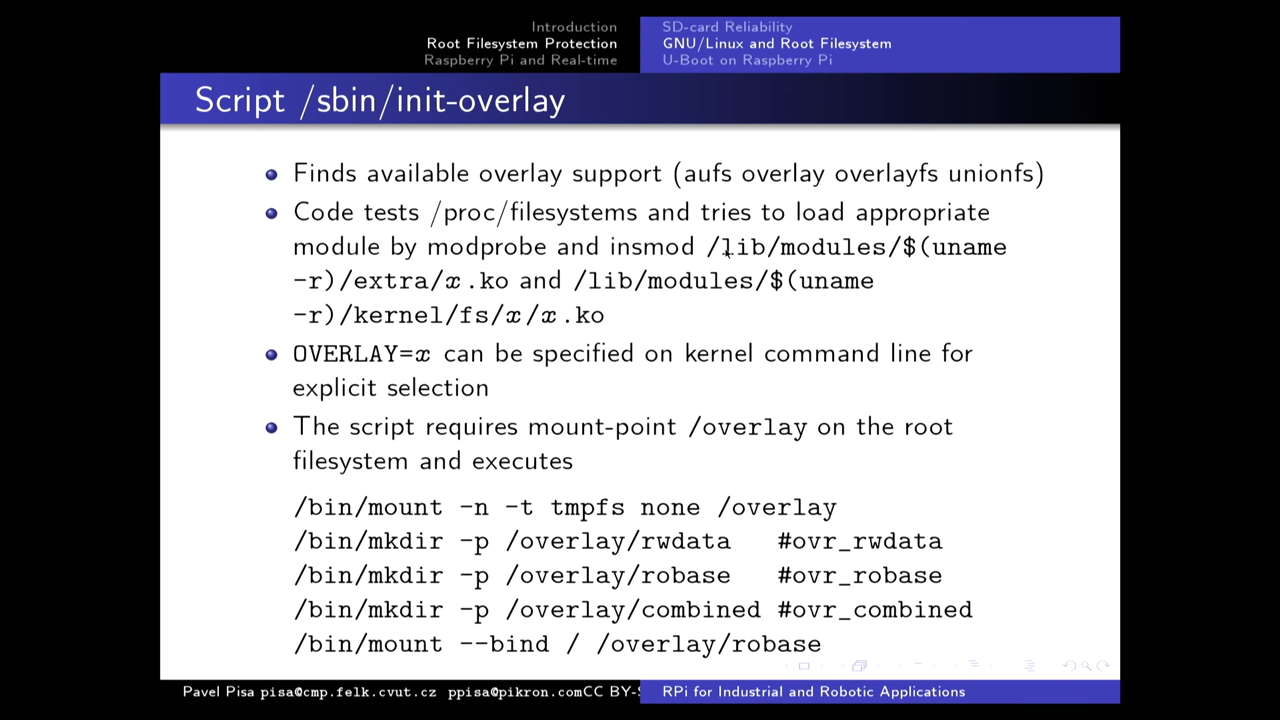 Introduction
Root Filesystem Protection
Raspberry Pi and Real-time
SD-card Reliability
GNU/Linux and Root Filesystem
U-Boot on Raspberry Pi
Script /sbin/init-overlay
Finds available overlay support (aufs overlay overlayfs unionfs)
Code tests /proc/filesystems and tries to load appropriate
module by modprobe and insmod /lib/modules/$(uname
-r)/extra/x.ko and /lib/modules/$(uname
-r)/kernel/fs/x/x.ko
OVERLAY=x can be specified on kernel command line for
explicit selection
The script requires mount-point /overlay on the root
filesystem and executes
/bin/mount -n -t tmpfs none /overlay
/bin/mkdir -p /overlay/rwdata #ovr_rwdata
/bin/mkdir -p /overlay/robase #ovr_robase
/bin/mkdir -p /overlay/combined #ovr_combined
/bin/mount --bind / /overlay/robase
Pavel Pisa pisa@cmp.felk.cvut.cz ppisa@pikron.comCC BY-S
RPi for Industrial and Robotic Applications